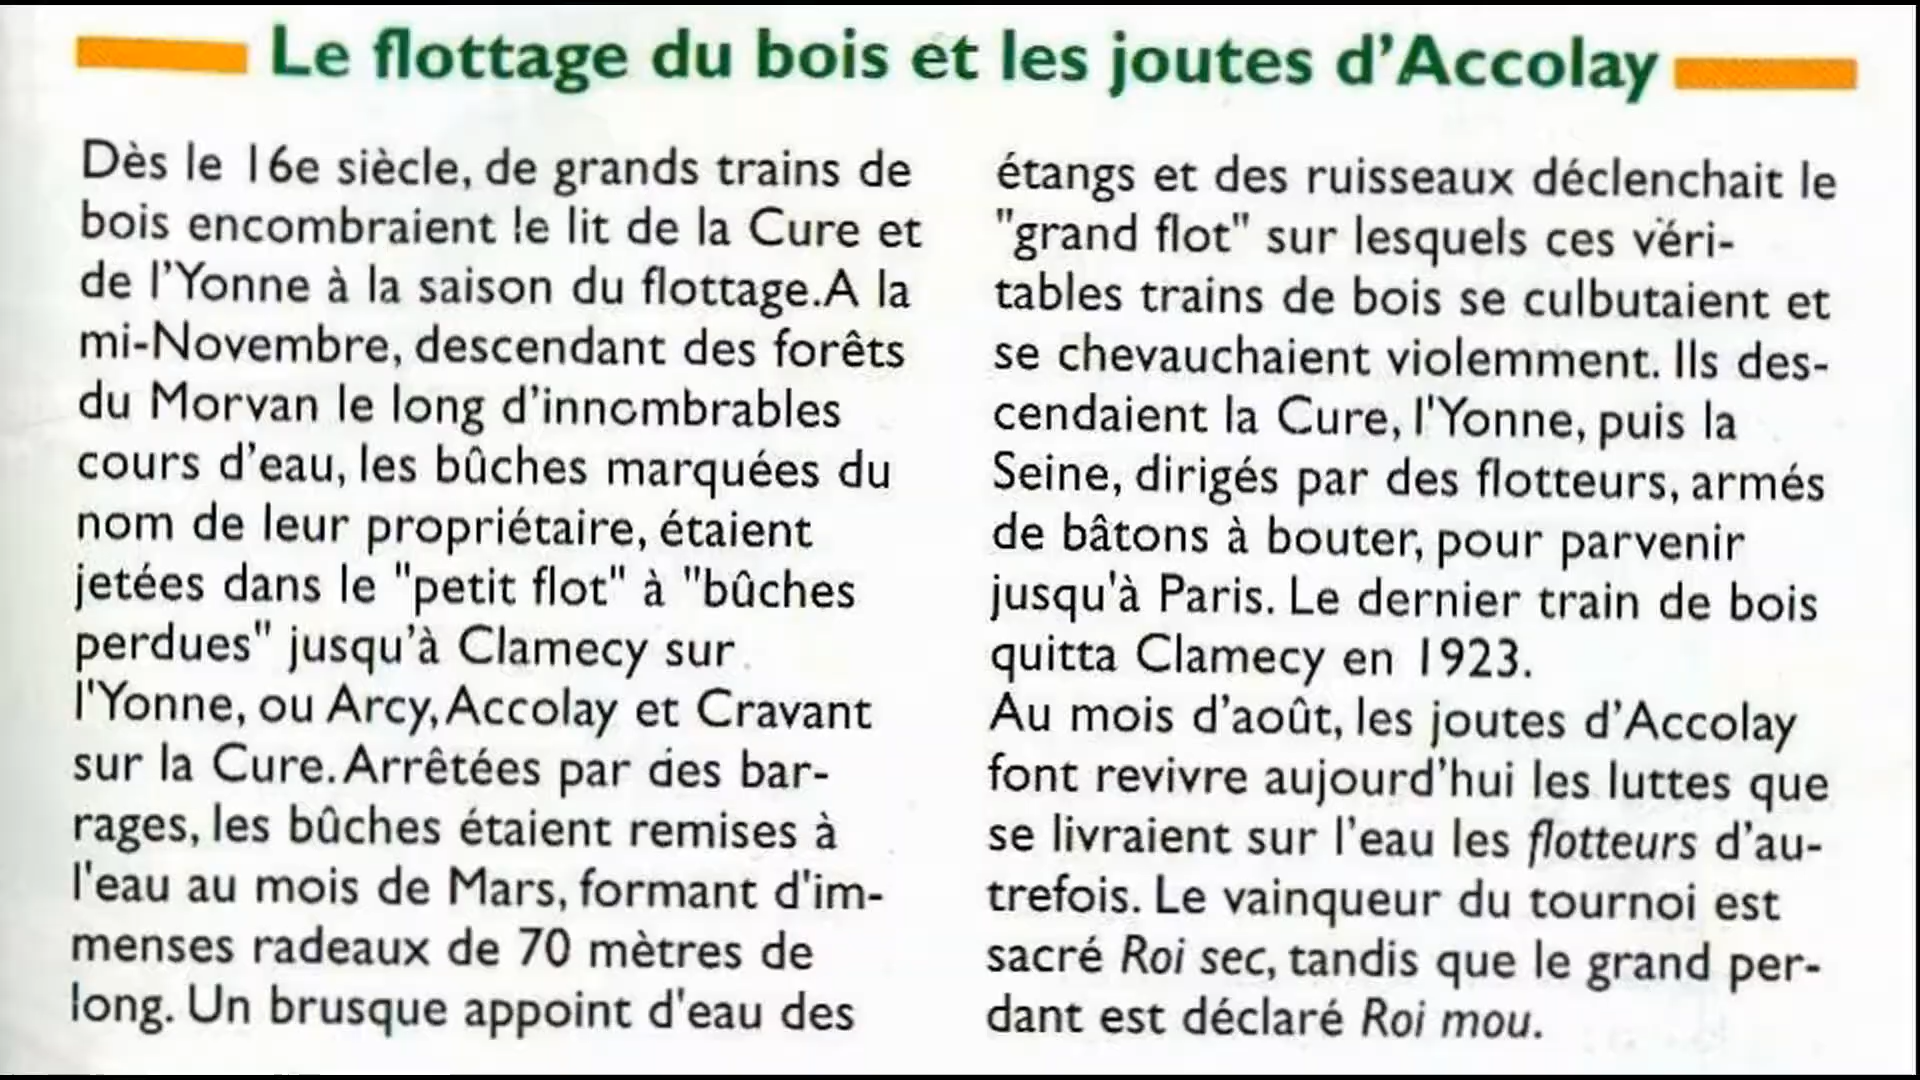 Le flottage du bois et les joutes d'Accolay
Dès le 16e siècle, de grands trains de
bois encombraient le lit de la Cure et
de l'Yonne à la saison du flottage. A la
mi-Novembre, descendant des forêts
du Morvan le long d'innombrables
cours d'eau, les bûches marquées du
nom de leur propriétaire, étaient
jetées dans le "petit flot" à "bûches
perdues" jusqu'à Clamecy sur
l'Yonne, ou Arcy, Accolay et Cravant
sur la Cure. Arrêtées par des bar-
rages, les bûches étaient remises à
l'eau au mois de Mars, formant d'im-
menses radeaux de 70 mètres de
long. Un brusque appoint d'eau des
étangs et des ruisseaux déclenchait le
"grand flot" sur lesquels ces véri-
tables trains de bois se culbutaient et
se chevauchaient violemment. Ils des-
cendaient la Cure, l'Yonne, puis la
Seine, dirigés par des flotteurs, armés
de bâtons à bouter, pour parvenir
jusqu'à Paris. Le dernier train de bois
quitta Clamecy en 1923.
Au mois d'août, les joutes d'Accolay
font revivre aujourd'hui les luttes que
se livraient sur l'eau les flotteurs d'au-
trefois. Le vainqueur du tournoi est
sacré Roi sec, tandis que le grand per-
dant est déclaré Roi mou.